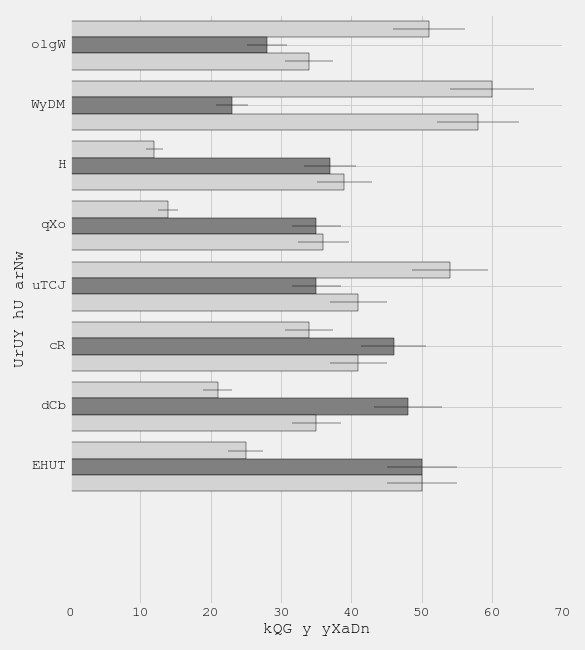 olgW
WyDM
H
qXo
uTCJ
cR
dCb
EHUT
UrUY hU arNw
0 10 20 30 40 50 60 70
kQG y yXaDn